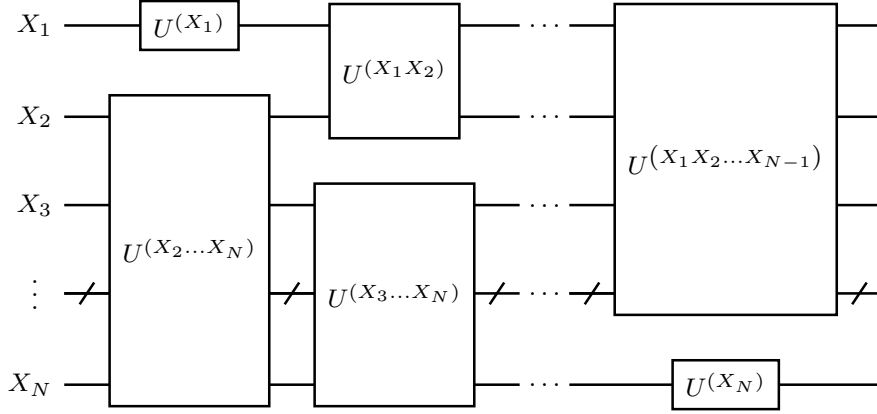 X_1 U^{(X_1)} U^{(X_1 X_2)} ⋯
X_2 ⋯ U^{(X_1 X_2 … X_{N-1})}
X_3 U^{(X_2 … X_N)} U^{(X_3 … X_N)} ⋯
⋮ ⋯
X_N ⋯ U^{(X_N)}